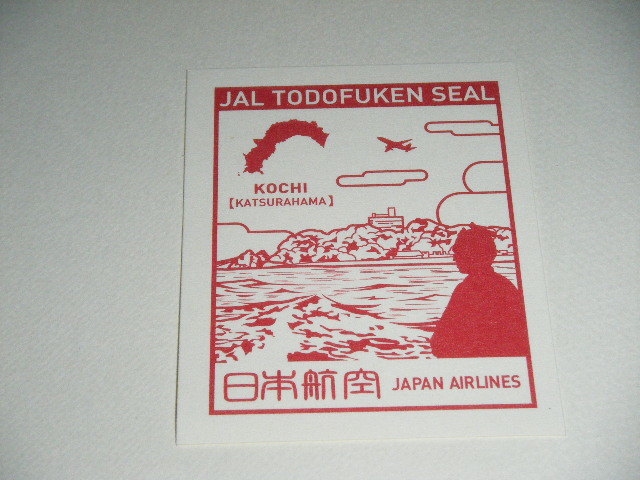 JAL TODOFUKEN SEAL
KOCHI
【KATSURAHAMA】
日本航空 JAPAN AIRLINES